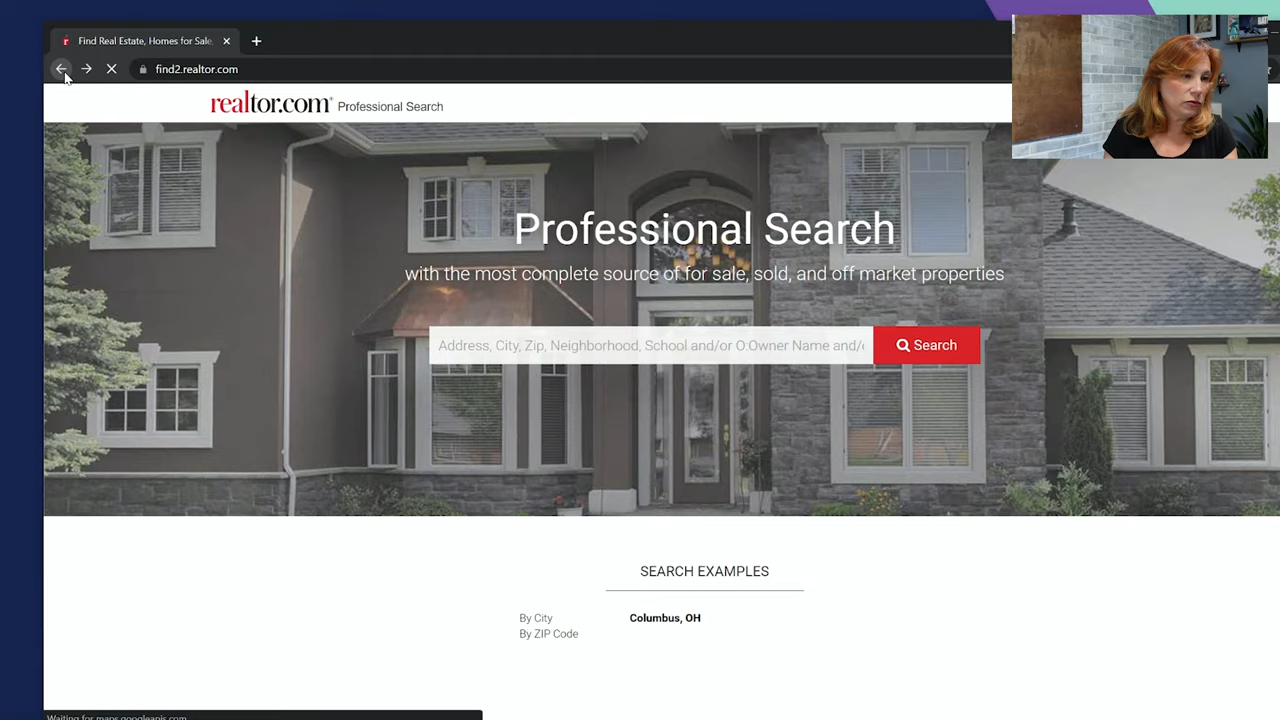 Find Real Estate, Homes for Sale,
find2.realtor.com
realtor.com® Professional Search
Professional Search
with the most complete source of for sale, sold, and off market properties
Address, City, Zip, Neighborhood, School and/or O:Owner Name and/
Search
SEARCH EXAMPLES
By City Columbus, OH
By ZIP Code
Waiting for maps.googleapis.com